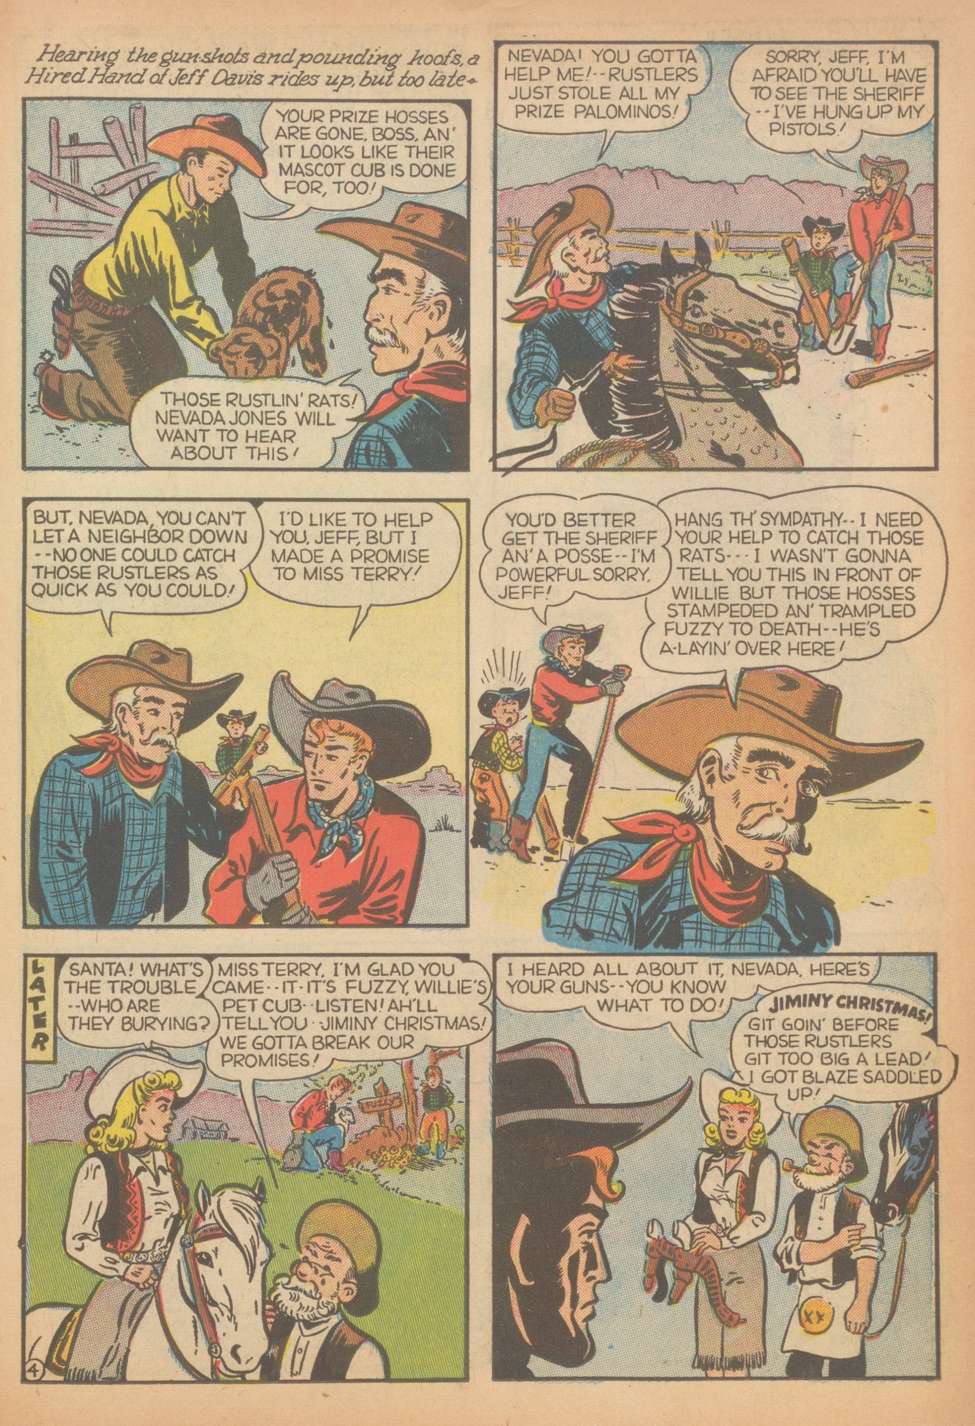 Hearing the gun-shots and pounding hoofs, a
Hired Hand of Jeff Davis rides up, but too late-
YOUR PRIZE HOSSES
ARE GONE, BOSS, AN'
IT LOOKS LIKE THEIR
MASCOT CUB IS DONE
FOR, TOO!
THOSE RUSTLIN' RATS!
NEVADA JONES WILL
WANT TO HEAR
ABOUT THIS!
NEVADA! YOU GOTTA
HELP ME!--RUSTLERS
JUST STOLE ALL MY
PRIZE PALOMINOS!
SORRY, JEFF, I'M
AFRAID YOU'LL HAVE
TO SEE THE SHERIFF
--I'VE HUNG UP MY
PISTOLS!
BUT, NEVADA, YOU CAN'T
LET A NEIGHBOR DOWN
--NO ONE COULD CATCH
THOSE RUSTLERS AS
QUICK AS YOU COULD!
I'D LIKE TO HELP
YOU, JEFF, BUT I
MADE A PROMISE
TO MISS TERRY!
YOU'D BETTER
GET THE SHERIFF
AN' A POSSE--I'M
POWERFUL SORRY,
JEFF!
HANG TH' SYMPATHY--I NEED
YOUR HELP TO CATCH THOSE
RATS---I WASN'T GONNA
TELL YOU THIS IN FRONT OF
WILLIE BUT THOSE HOSSES
STAMPEDED AN' TRAMPLED
FUZZY TO DEATH--HE'S
A-LAYIN' OVER HERE!
LATER
SANTA! WHAT'S
THE TROUBLE
--WHO ARE
THEY BURYING?
MISS TERRY, I'M GLAD YOU
CAME--IT-IT'S FUZZY, WILLIE'S
PET CUB--LISTEN! AH'LL
TELL YOU--JIMINY CHRISTMAS!
WE GOTTA BREAK OUR
PROMISES!
FUZZY
4
I HEARD ALL ABOUT IT, NEVADA, HERE'S
YOUR GUNS--YOU KNOW
WHAT TO DO!
JIMINY CHRISTMAS!
GIT GOIN' BEFORE
THOSE RUSTLERS
GIT TOO BIG A LEAD!
I GOT BLAZE SADDLED
UP!
XX